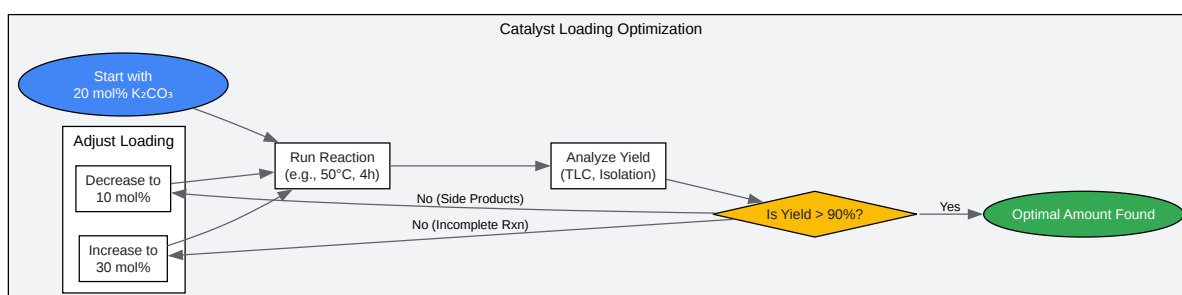 Catalyst Loading Optimization
Start with
20 mol% K₂CO₃
Adjust Loading
Decrease to
10 mol%
Increase to
30 mol%
Run Reaction
(e.g., 50°C, 4h)
Analyze Yield
(TLC, Isolation)
No (Side Products)
No (Incomplete Rxn)
Is Yield > 90%?
Yes
Optimal Amount Found